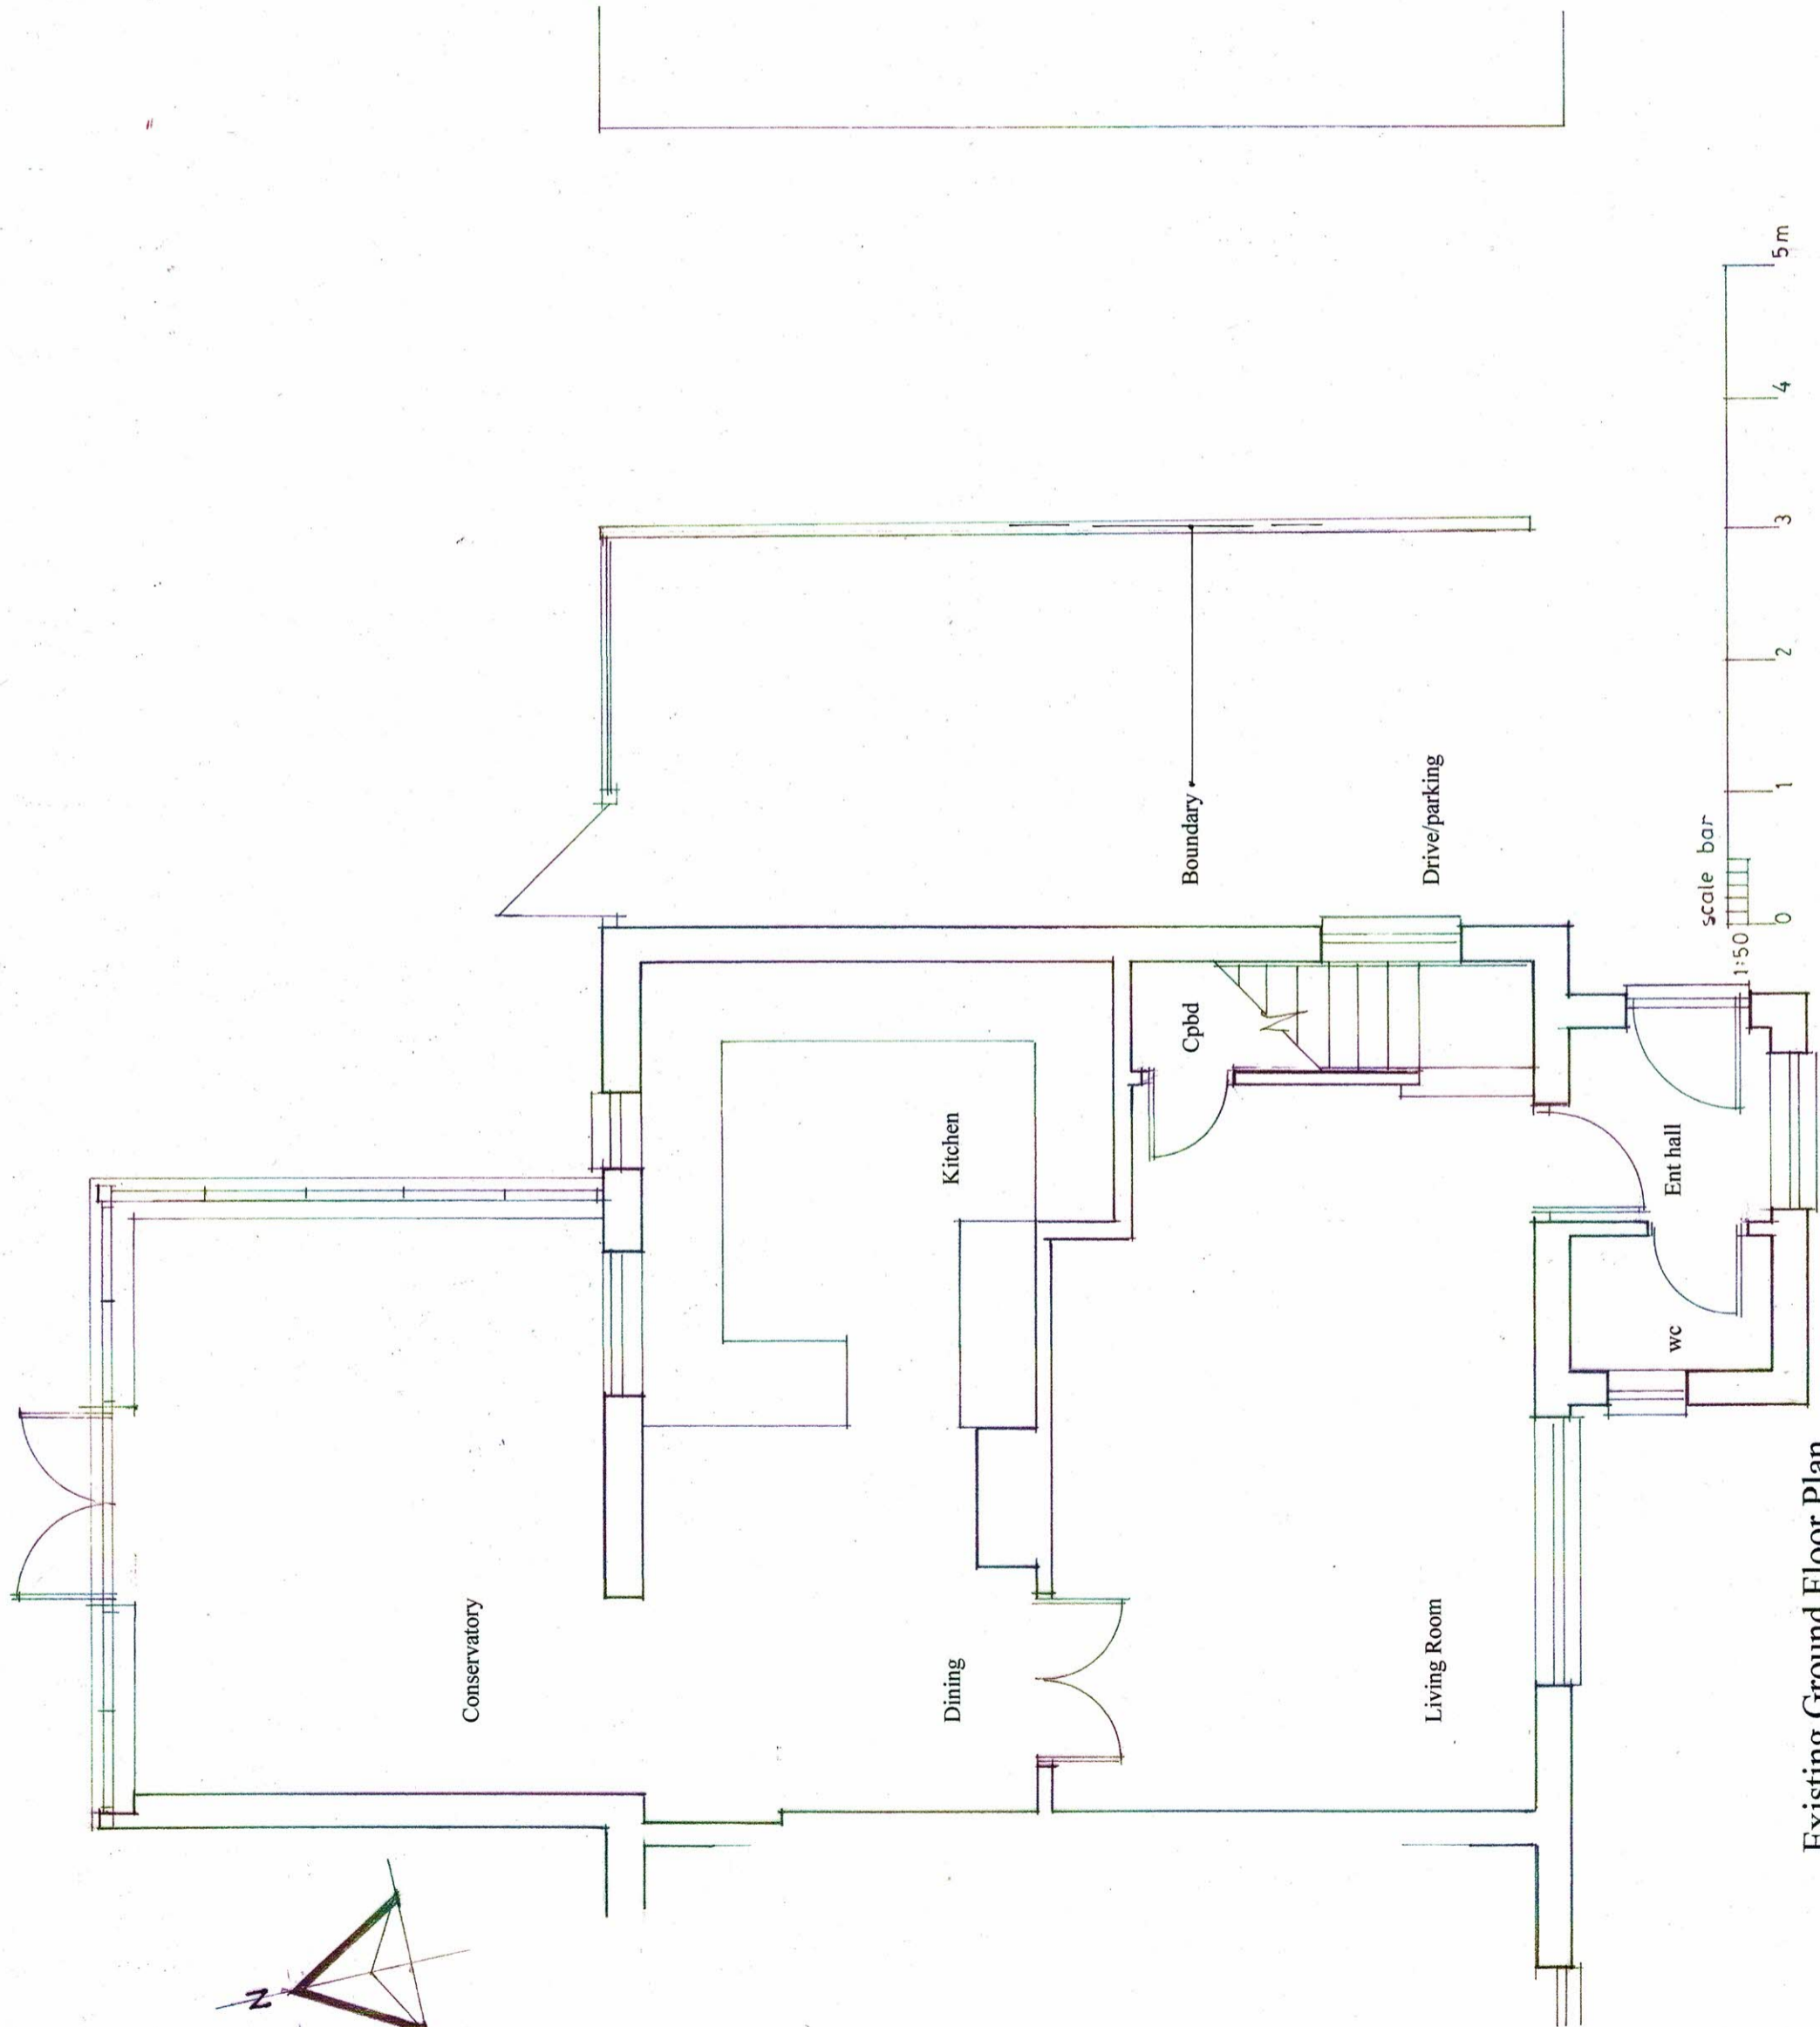 Conservatory
Dining
Kitchen
Living Room
Cpbd
Boundary
Drive/parking
Ent hall
wc
N
scale bar
1:50
0 1 2 3 4 5m
Existing Ground Floor Plan